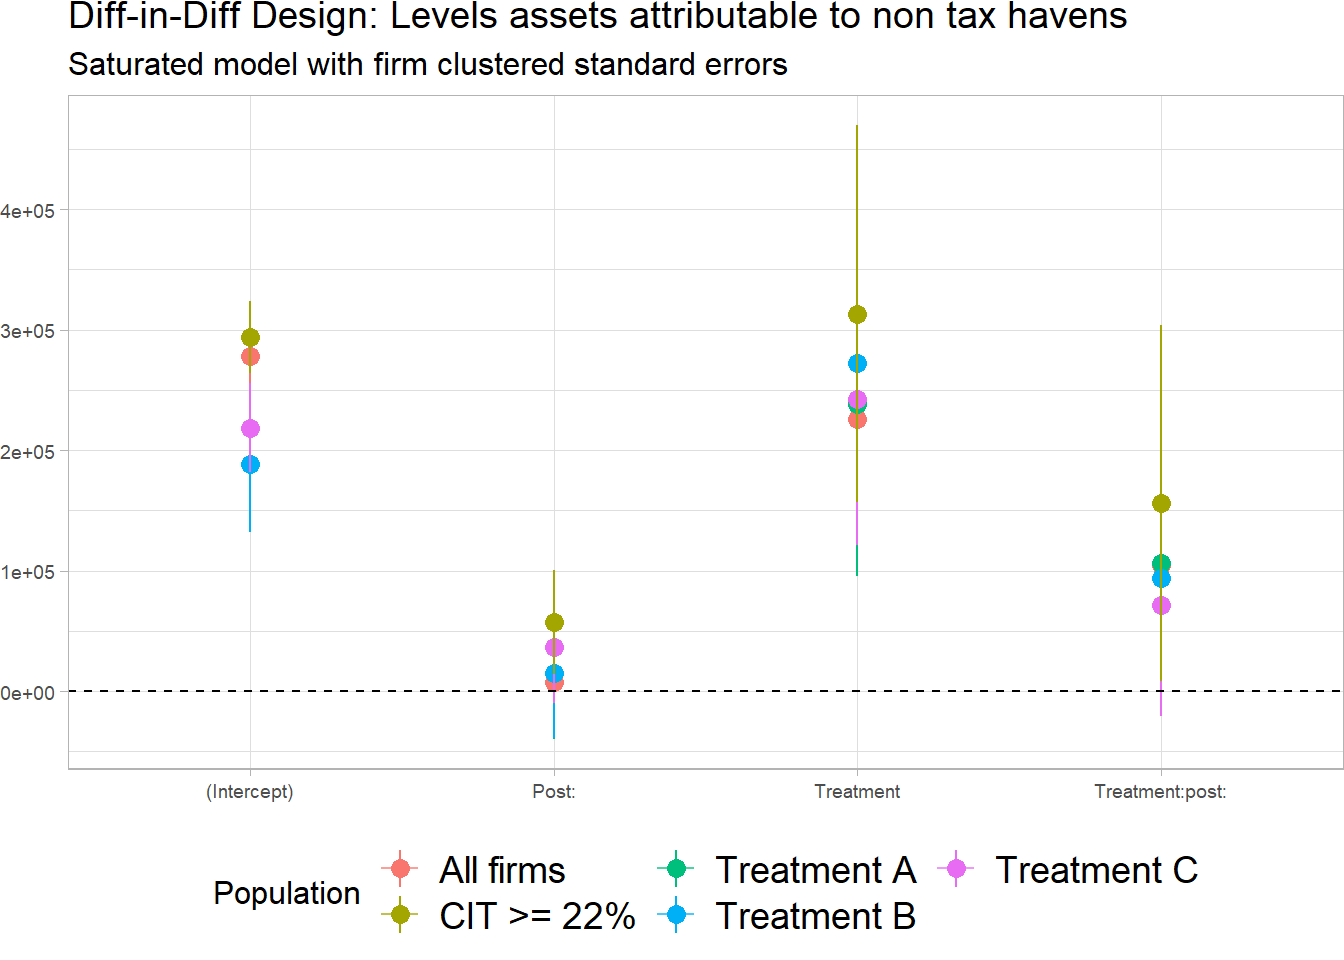 Diff-in-Diff Design: Levels assets attributable to non tax havens
Saturated model with firm clustered standard errors
4e+05
3e+05
2e+05
1e+05
0e+00
(Intercept) Post: Treatment Treatment:post:
Population
All firms Treatment A Treatment C
CIT >= 22% Treatment B